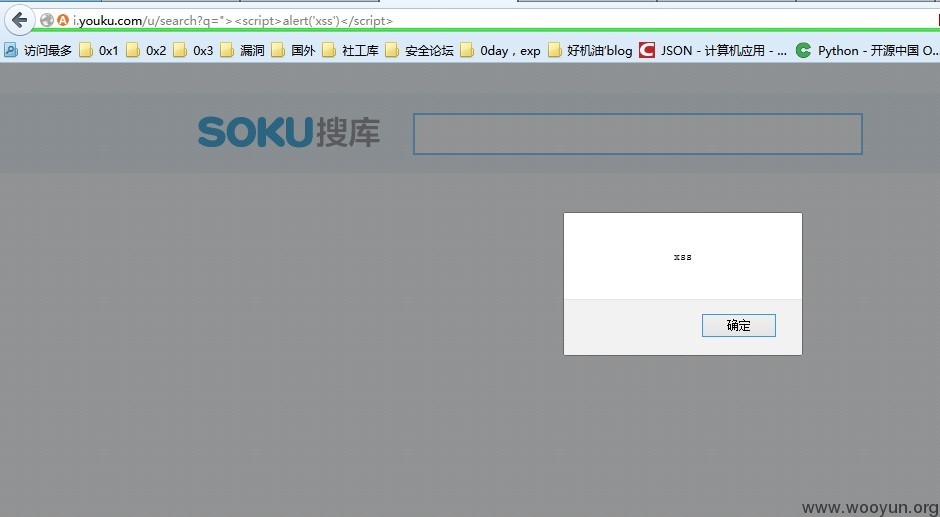 i.youku.com/u/search?q="><script>alert('xss')</script>
访问最多 0x1 0x2 0x3 漏洞 国外 社工库 安全论坛 0day，exp 好机油'blog JSON - 计算机应用 - ... Python - 开源中国 O...
SOKU搜库
xss
确定
www.wooyun.org